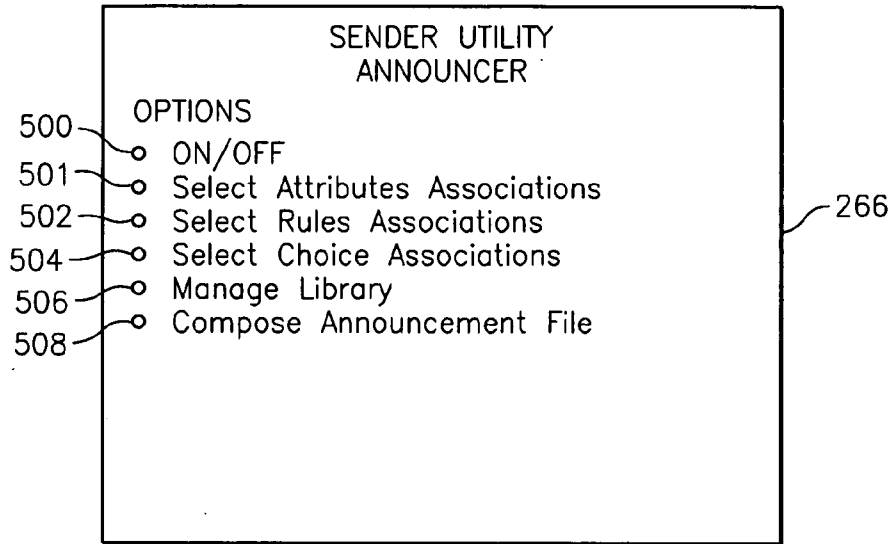 SENDER UTILITY
ANNOUNCER
OPTIONS
500 ON/OFF
501 Select Attributes Associations
502 Select Rules Associations
504 Select Choice Associations
506 Manage Library
508 Compose Announcement File
266